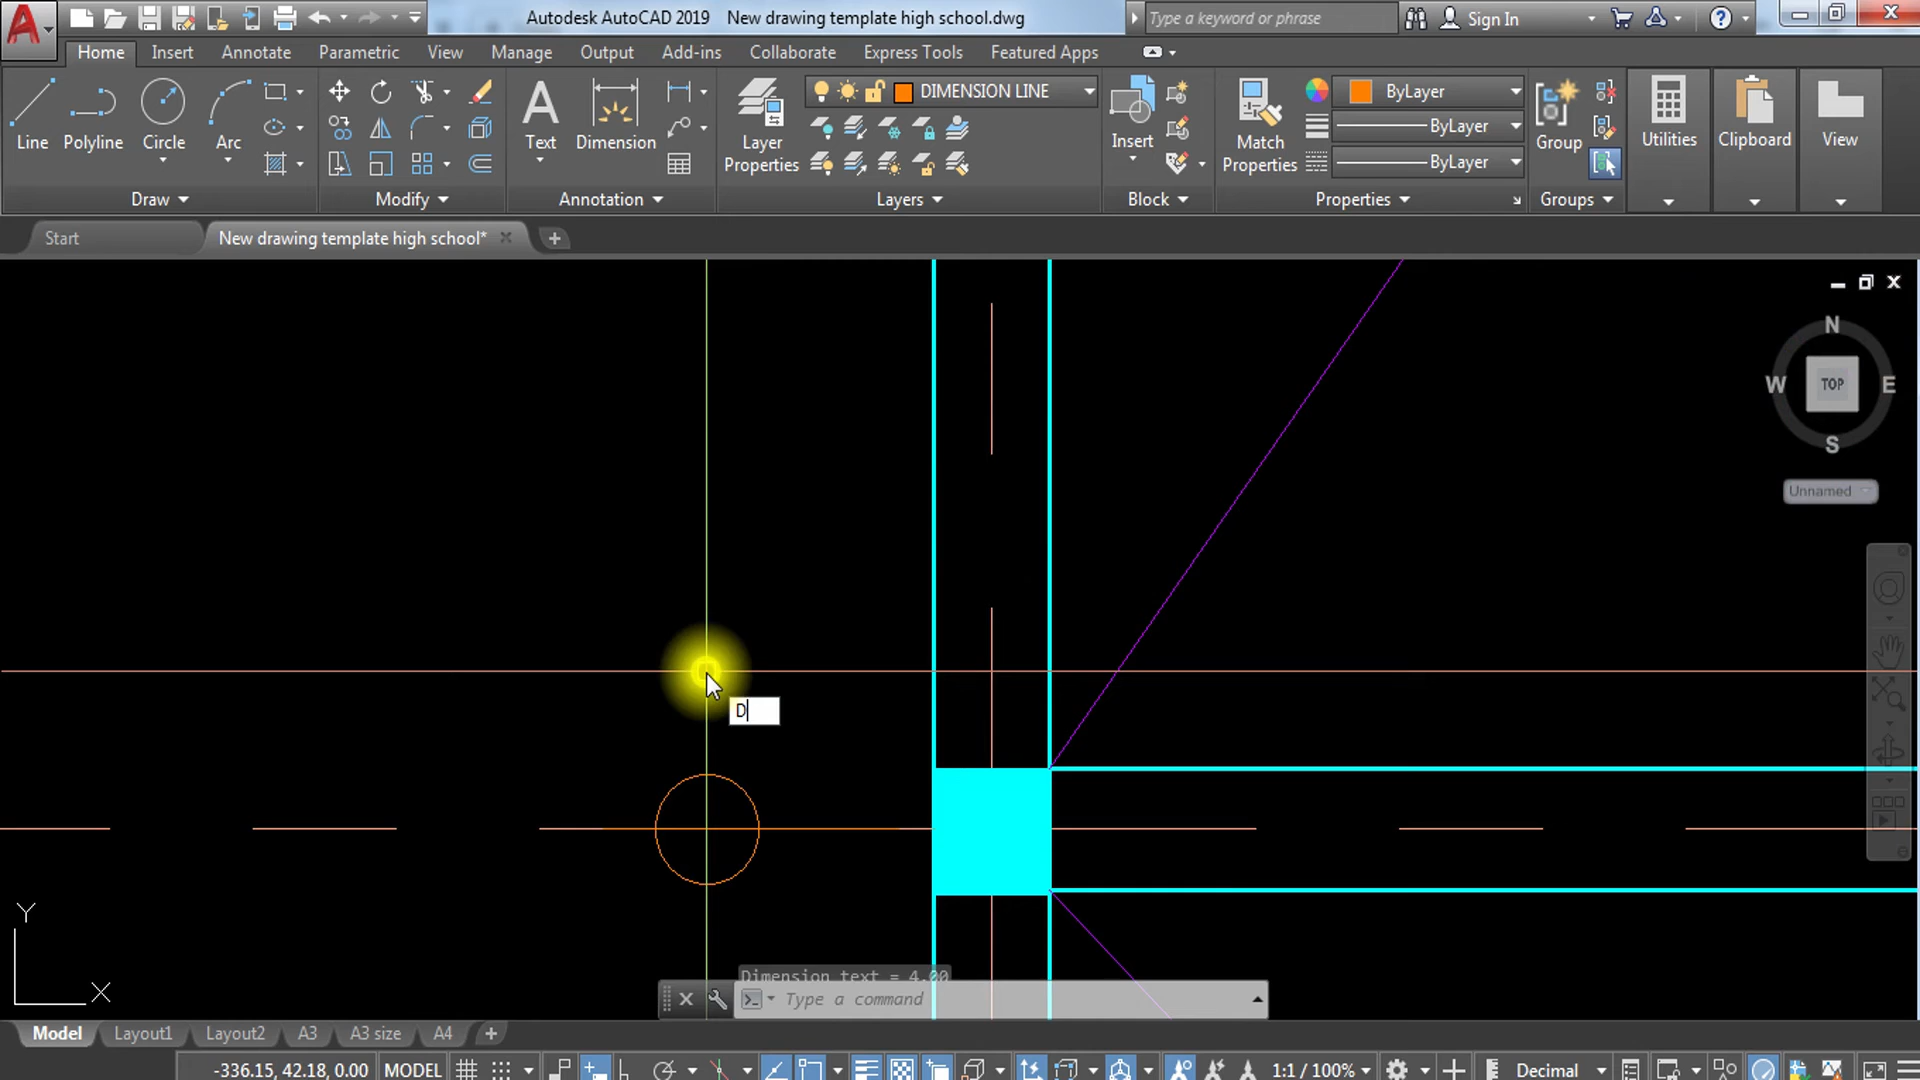 Autodesk AutoCAD 2019 New drawing template high school.dwg
Type a keyword or phrase
Sign In
Home Insert Annotate Parametric View Manage Output Add-ins Collaborate Express Tools Featured Apps
Line Polyline Circle Arc
Text Dimension
Layer Properties
DIMENSION LINE
Insert
Match Properties
ByLayer
ByLayer
ByLayer
Group
Utilities
Clipboard
View
Draw Modify Annotation Layers Block Properties Groups
Start New drawing template high school*
N
W TOP E
S
Unnamed
D
Y
X
Dimension text = 4.00
Type a command
Model Layout1 Layout2 A3 A3 size A4
-336.15, 42.18, 0.00 MODEL 1:1 / 100% Decimal